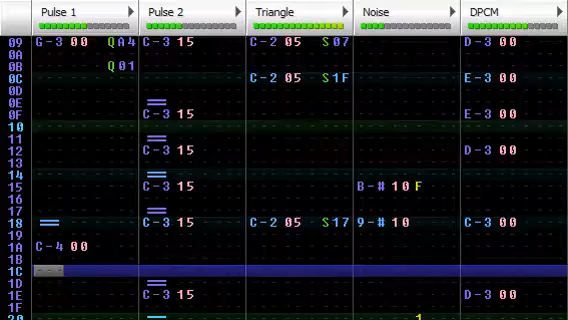 Pulse 1 Pulse 2 Triangle Noise DPCM
09 G-3 00 QA4 C-3 15 C-2 05 S07 D-3 00
0A
0B Q01
0C C-2 05 S1F E-3 00
0D
0E
0F C-3 15 E-3 00
10
11
12 C-3 15 D-3 00
13
14
15 C-3 15 B-# 10 F
16
17
18 C-3 15 C-2 05 S17 9-# 10 C-3 00
19
1A C-4 00
1B
1C ---
1D
1E C-3 15 D-3 00
1F
20 1